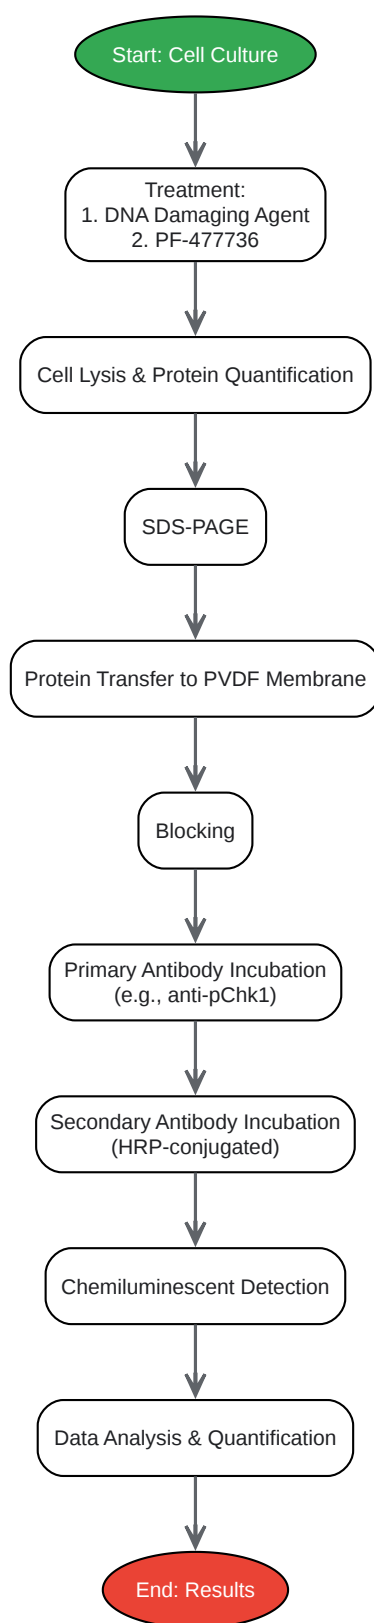 Start: Cell Culture
Treatment:
1. DNA Damaging Agent
2. PF-477736
Cell Lysis & Protein Quantification
SDS-PAGE
Protein Transfer to PVDF Membrane
Blocking
Primary Antibody Incubation
(e.g., anti-pChk1)
Secondary Antibody Incubation
(HRP-conjugated)
Chemiluminescent Detection
Data Analysis & Quantification
End: Results